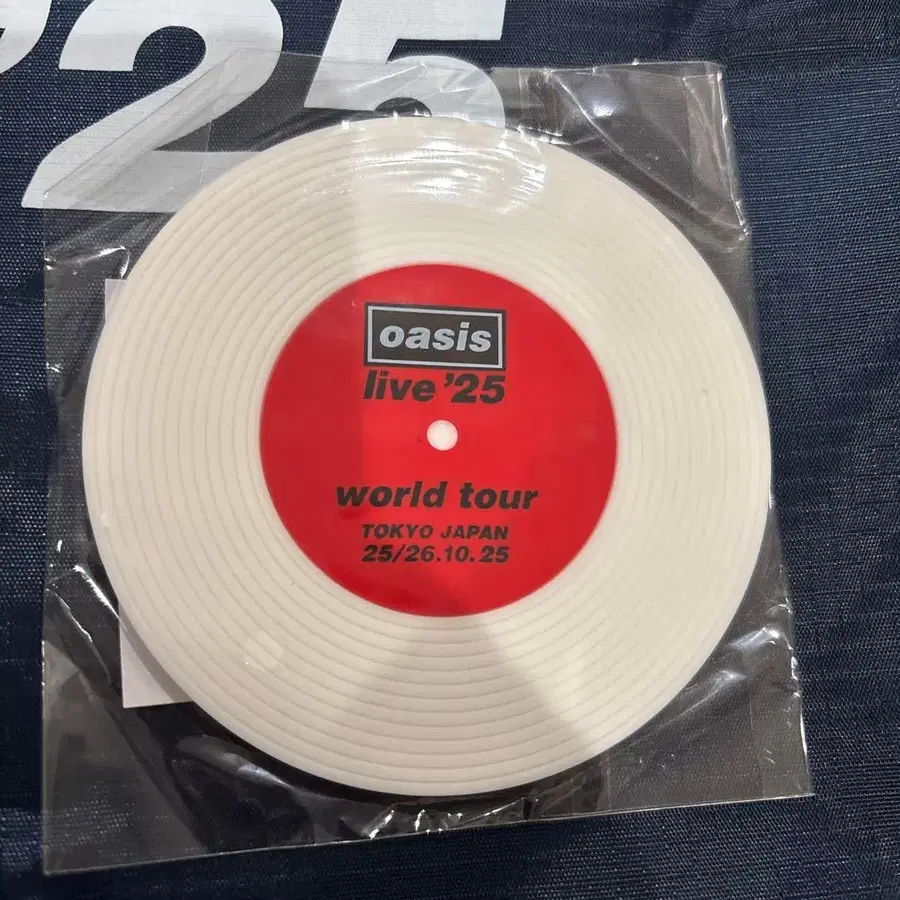 '25
oasis
live '25
world tour
TOKYO JAPAN
25/26.10.25